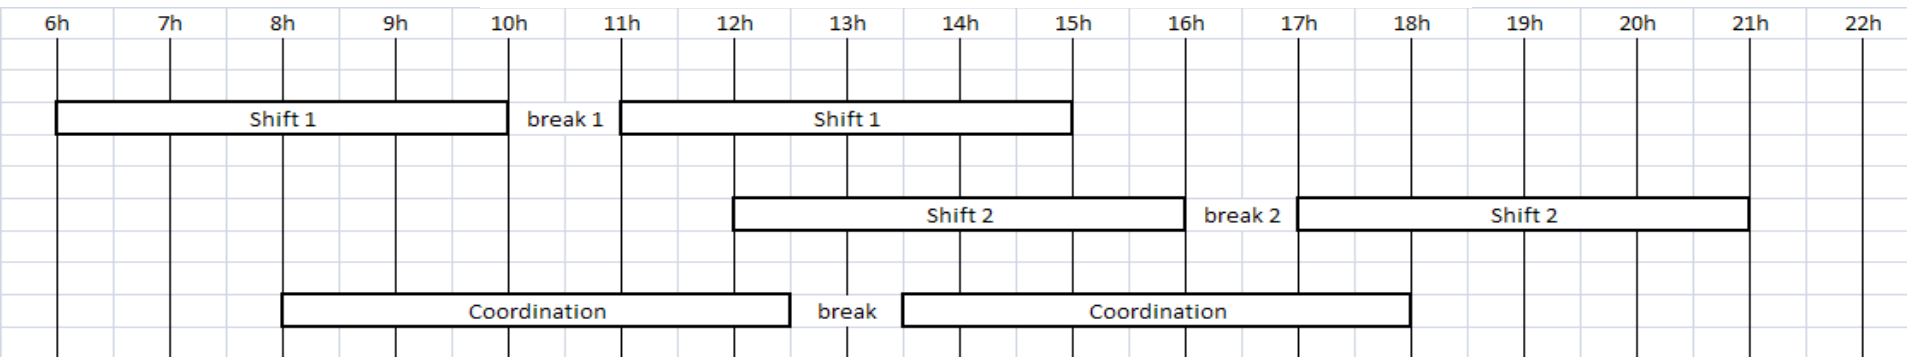 6h 7h 8h 9h 10h 11h 12h 13h 14h 15h 16h 17h 18h 19h 20h 21h 22h
Shift 1 break 1 Shift 1
Shift 2 break 2 Shift 2
Coordination break Coordination